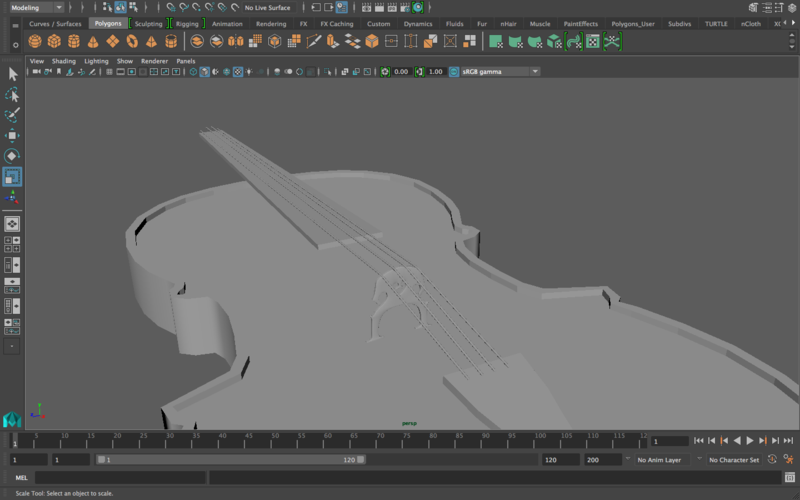 Modeling No Live Surface
Curves / Surfaces Polygons Sculpting Rigging Animation Rendering FX FX Caching Custom Dynamics Fluids Fur nHair Muscle PaintEffects Polygons_User Subdivs TURTLE nCloth
View Shading Lighting Show Renderer Panels
0.00 1.00 sRGB gamma
persp
1 5 10 15 20 25 30 35 40 45 50 55 60 65 70 75 80 85 90 95 100 105 110 115 12 1
1 1 1 120 120 200 No Anim Layer No Character Set
MEL
Scale Tool: Select an object to scale.